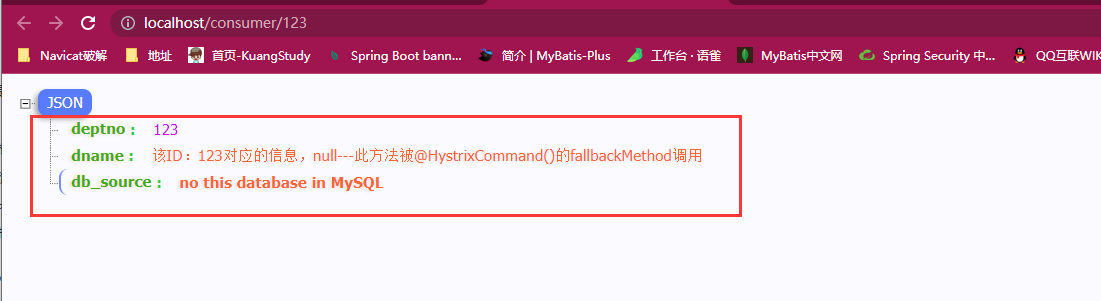 localhost/consumer/123
Navicat破解 地址 首页-KuangStudy Spring Boot bann... 简介 | MyBatis-Plus 工作台 · 语雀 MyBatis中文网 Spring Security 中... QQ互联WIK
JSON
deptno : 123
dname : 该ID：123对应的信息，null---此方法被@HystrixCommand()的fallbackMethod调用
db_source : no this database in MySQL